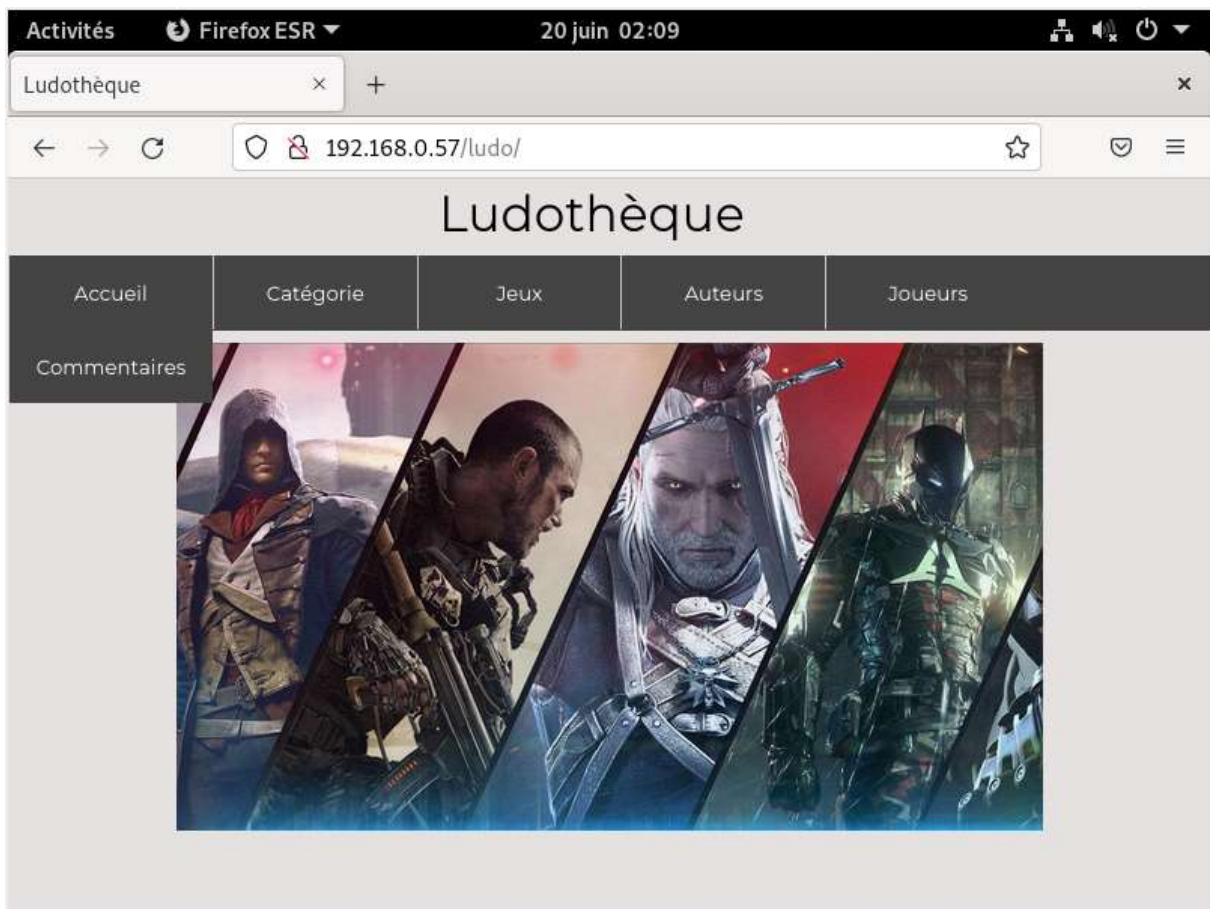 Activités Firefox ESR 20 juin 02:09
Ludothèque
192.168.0.57/ludo/
Ludothèque
Accueil Catégorie Jeux Auteurs Joueurs
Commentaires